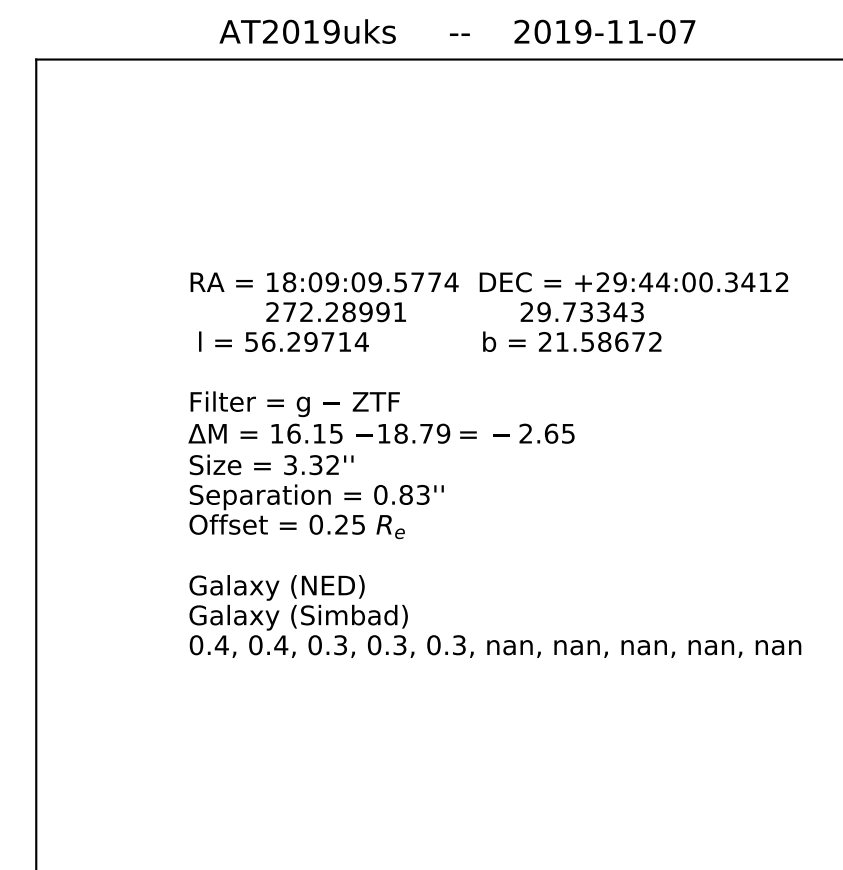 AT2019uks -- 2019-11-07
RA = 18:09:09.5774 DEC = +29:44:00.3412
272.28991 29.73343
l = 56.29714 b = 21.58672
Filter = g − ZTF
ΔM = 16.15 −18.79 = − 2.65
Size = 3.32''
Separation = 0.83''
Offset = 0.25 Rₑ
Galaxy (NED)
Galaxy (Simbad)
0.4, 0.4, 0.3, 0.3, 0.3, nan, nan, nan, nan, nan